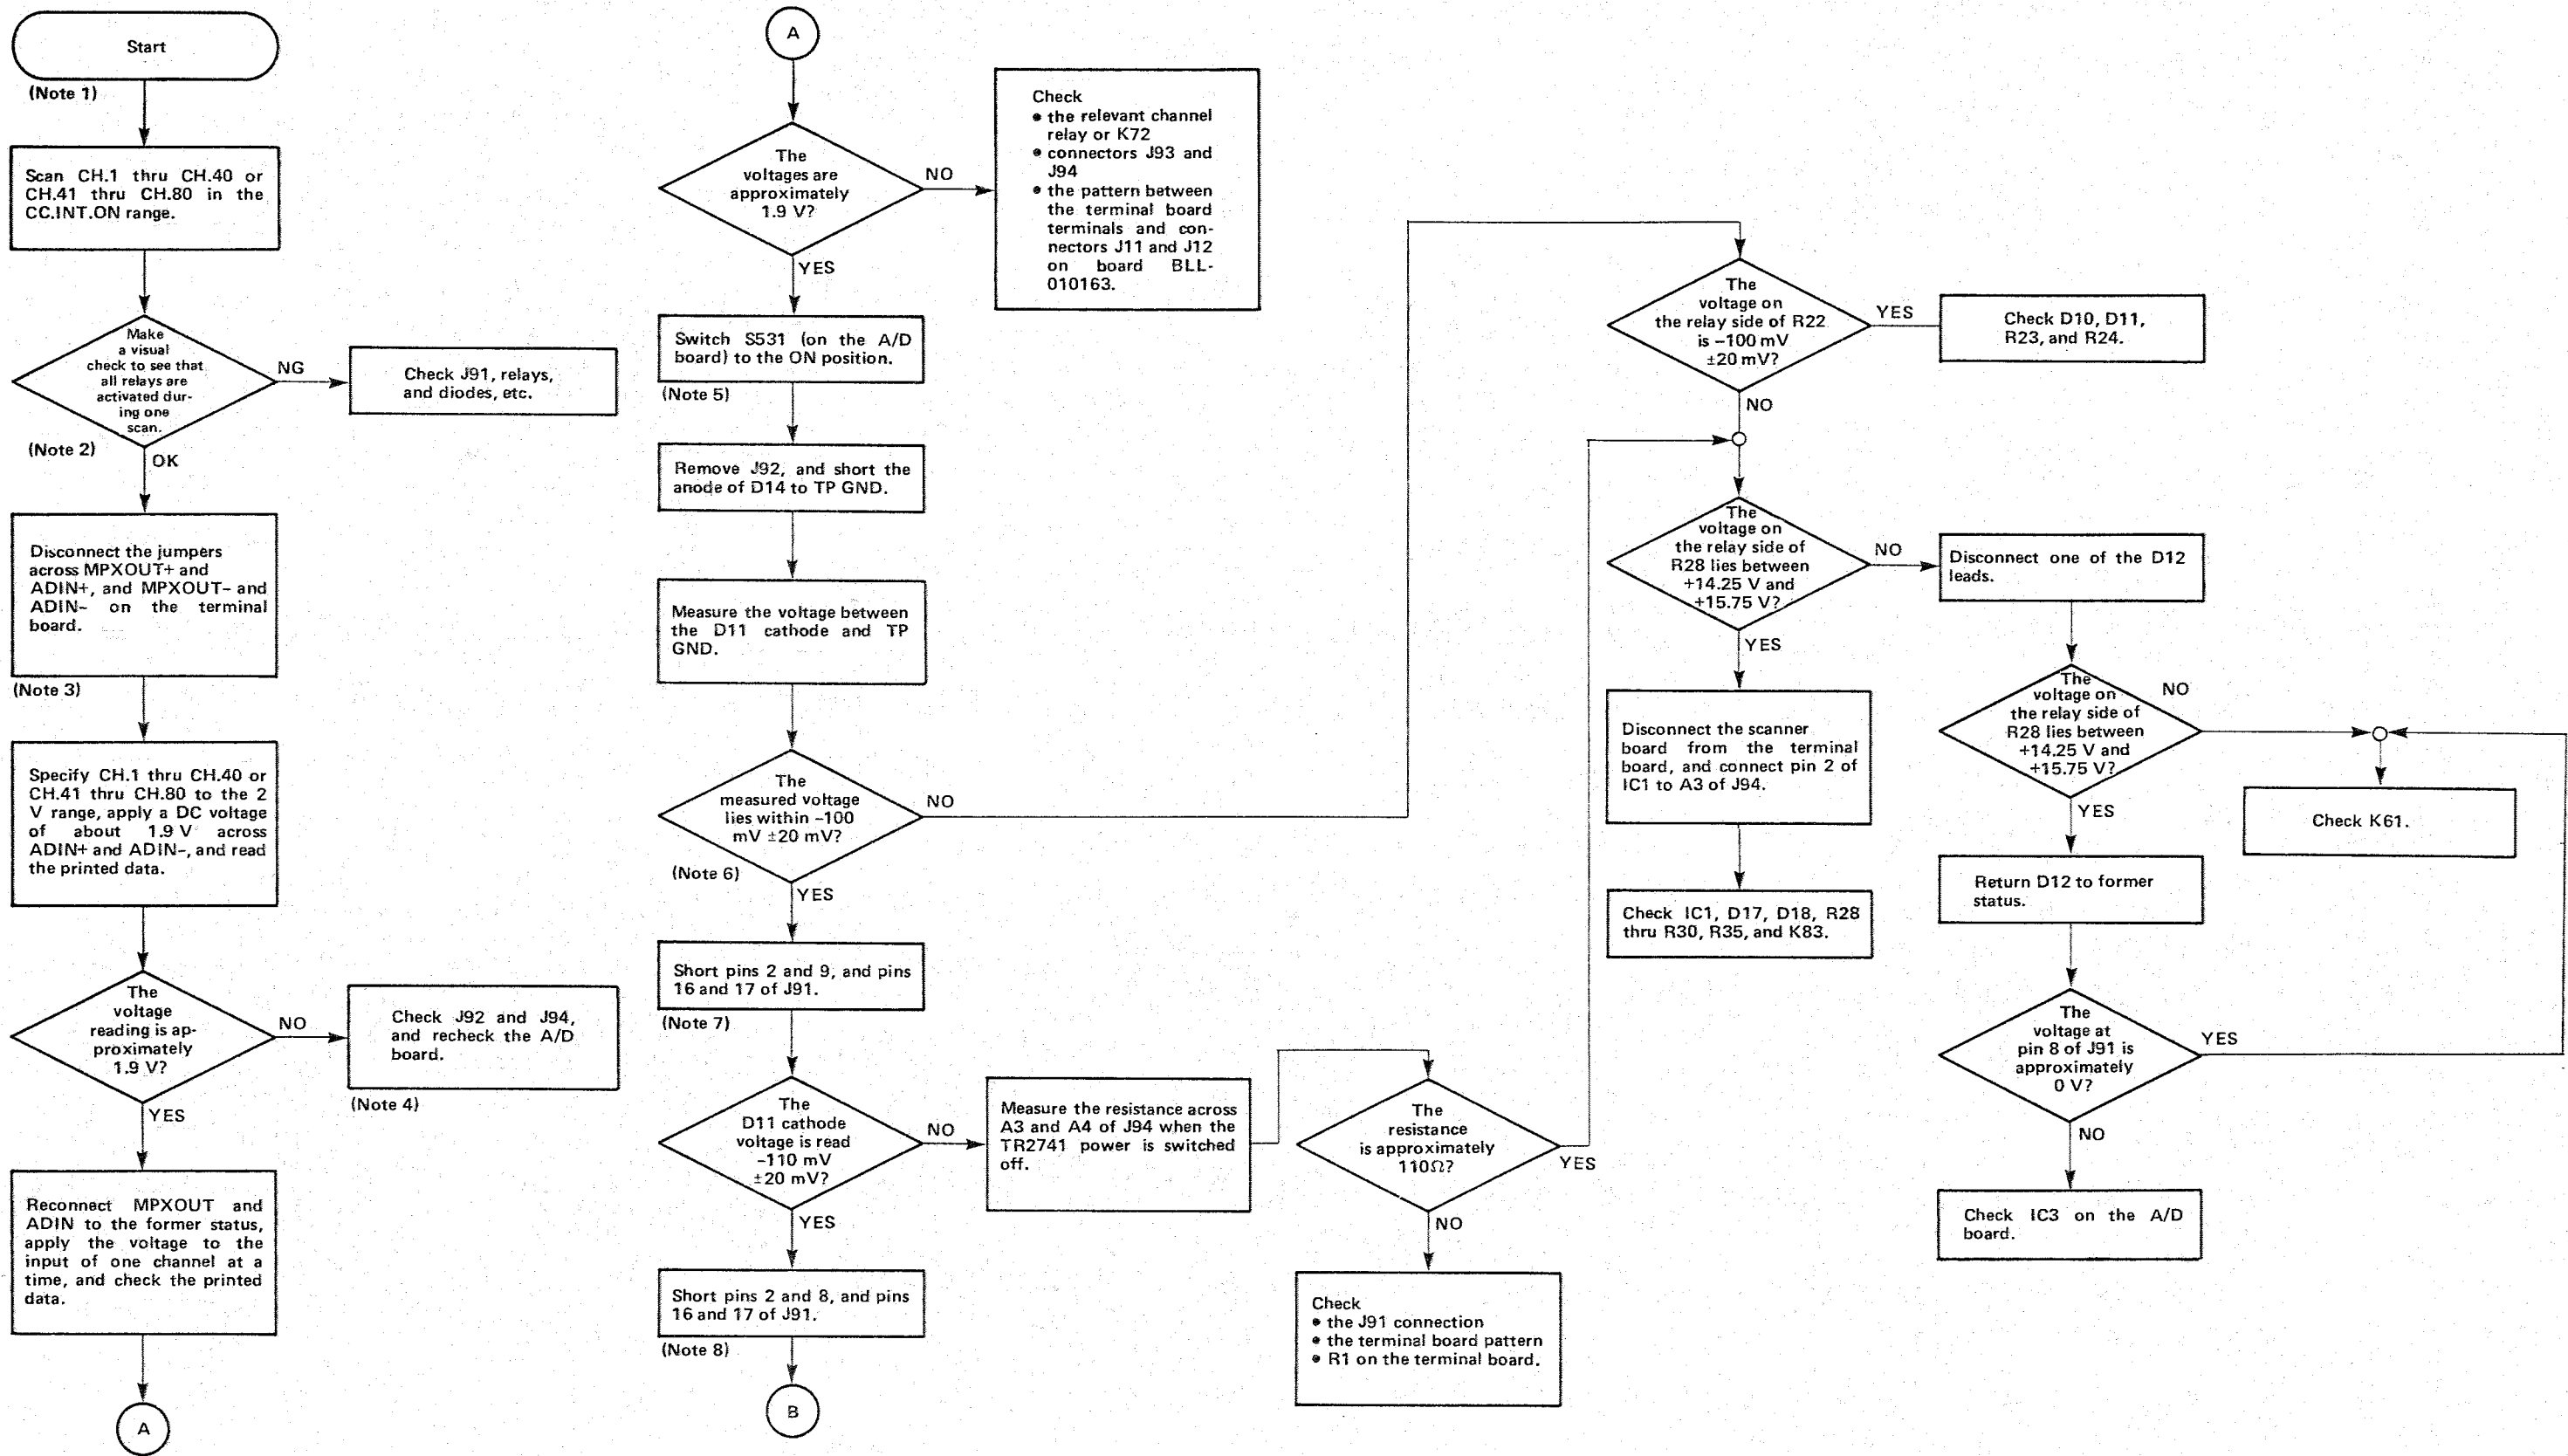 Start
(Note 1)
Scan CH.1 thru CH.40 or
CH.41 thru CH.80 in the
CC.INT.ON range.
Make
a visual
check to see that
all relays are
activated dur-
ing one
scan.
NG
Check J91, relays,
and diodes, etc.
(Note 2)
OK
Disconnect the jumpers
across MPXOUT+ and
ADIN+, and MPXOUT– and
ADIN– on the terminal
board.
(Note 3)
Specify CH.1 thru CH.40 or
CH.41 thru CH.80 to the 2
V range, apply a DC voltage
of about 1.9 V across
ADIN+ and ADIN–, and read
the printed data.
The
voltage
reading is ap-
proximately
1.9 V?
NO
Check J92 and J94,
and recheck the A/D
board.
(Note 4)
YES
Reconnect MPXOUT and
ADIN to the former status,
apply the voltage to the
input of one channel at a
time, and check the printed
data.
A
A
The
voltages are
approximately
1.9 V?
NO
Check
• the relevant channel
relay or K72
• connectors J93 and
J94
• the pattern between
the terminal board
terminals and con-
nectors J11 and J12
on board BLL-
010163.
YES
Switch S531 (on the A/D
board) to the ON position.
(Note 5)
Remove J92, and short the
anode of D14 to TP GND.
Measure the voltage between
the D11 cathode and TP
GND.
The
measured voltage
lies within –100
mV ±20 mV?
NO
(Note 6)
YES
Short pins 2 and 9, and pins
16 and 17 of J91.
(Note 7)
The
D11 cathode
voltage is read
–110 mV
±20 mV?
NO
Measure the resistance across
A3 and A4 of J94 when the
TR2741 power is switched
off.
The
resistance
is approximately
110Ω?
YES
NO
Check
• the J91 connection
• the terminal board pattern
• R1 on the terminal board.
YES
Short pins 2 and 8, and pins
16 and 17 of J91.
(Note 8)
B
The
voltage on
the relay side of R22
is –100 mV
±20 mV?
YES
Check D10, D11,
R23, and R24.
NO
The
voltage on
the relay side of
R28 lies between
+14.25 V and
+15.75 V?
NO
Disconnect one of the D12
leads.
YES
Disconnect the scanner
board from the terminal
board, and connect pin 2 of
IC1 to A3 of J94.
Check IC1, D17, D18, R28
thru R30, R35, and K83.
The
voltage on
the relay side of
R28 lies between
+14.25 V and
+15.75 V?
NO
Check K61.
YES
Return D12 to former
status.
The
voltage at
pin 8 of J91 is
approximately
0 V?
YES
NO
Check IC3 on the A/D
board.